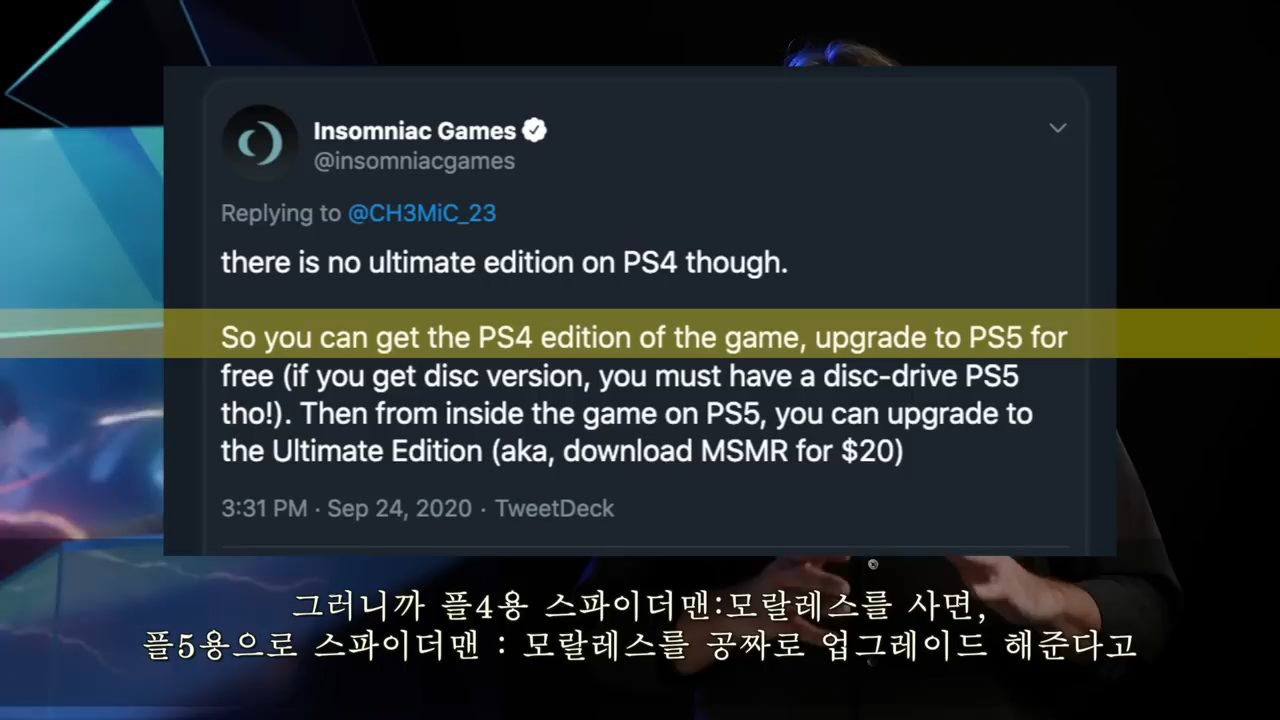 Insomniac Games
@insomniacgames
Replying to @CH3MiC_23
there is no ultimate edition on PS4 though.
So you can get the PS4 edition of the game, upgrade to PS5 for
free (if you get disc version, you must have a disc-drive PS5
tho!). Then from inside the game on PS5, you can upgrade to
the Ultimate Edition (aka, download MSMR for $20)
3:31 PM · Sep 24, 2020 · TweetDeck
그러니까 플4용 스파이더맨:모랄레스를 사면,
플5용으로 스파이더맨 : 모랄레스를 공짜로 업그레이드 해준다고